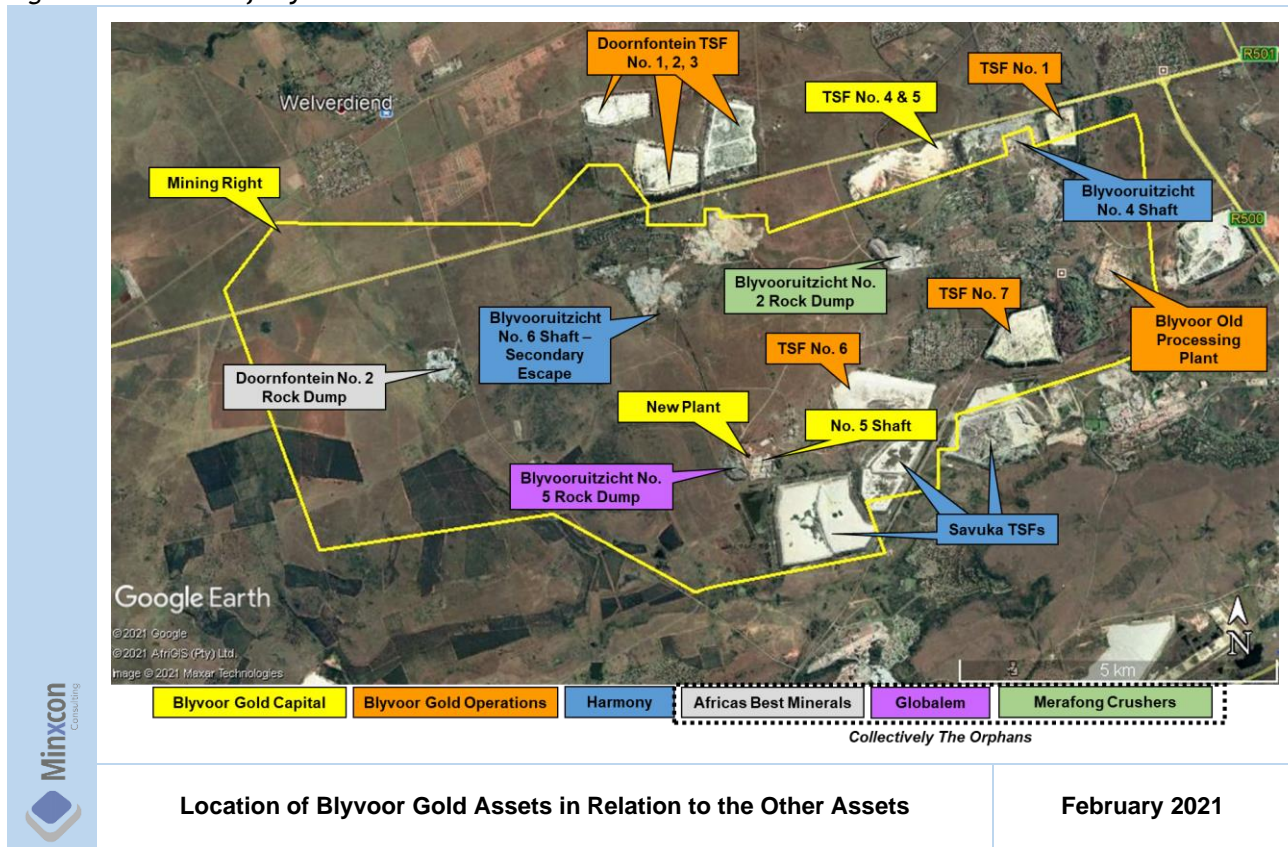 Doornfontein TSF
No. 1, 2, 3
TSF No. 1
R501
Welverdiend
TSF No. 4 & 5
Mining Right
Blyvooruitzicht
No. 4 Shaft
R500
Blyvooruitzicht No.
2 Rock Dump
TSF No. 7
Blyvooruitzicht
No. 6 Shaft –
Secondary
Escape
Blyvoor Old
Processing
Plant
TSF No. 6
Doornfontein No. 2
Rock Dump
New Plant
No. 5 Shaft
Blyvooruitzicht No.
5 Rock Dump
Savuka TSFs
Google Earth
©2021 Google
©2021 AfriGIS (Pty) Ltd.
Image © 2021 Maxar Technologies
N
5 km
Blyvoor Gold Capital
Blyvoor Gold Operations
Harmony
Africas Best Minerals
Globalem
Merafong Crushers
Collectively The Orphans
Minxcon
Consulting
Location of Blyvoor Gold Assets in Relation to the Other Assets
February 2021